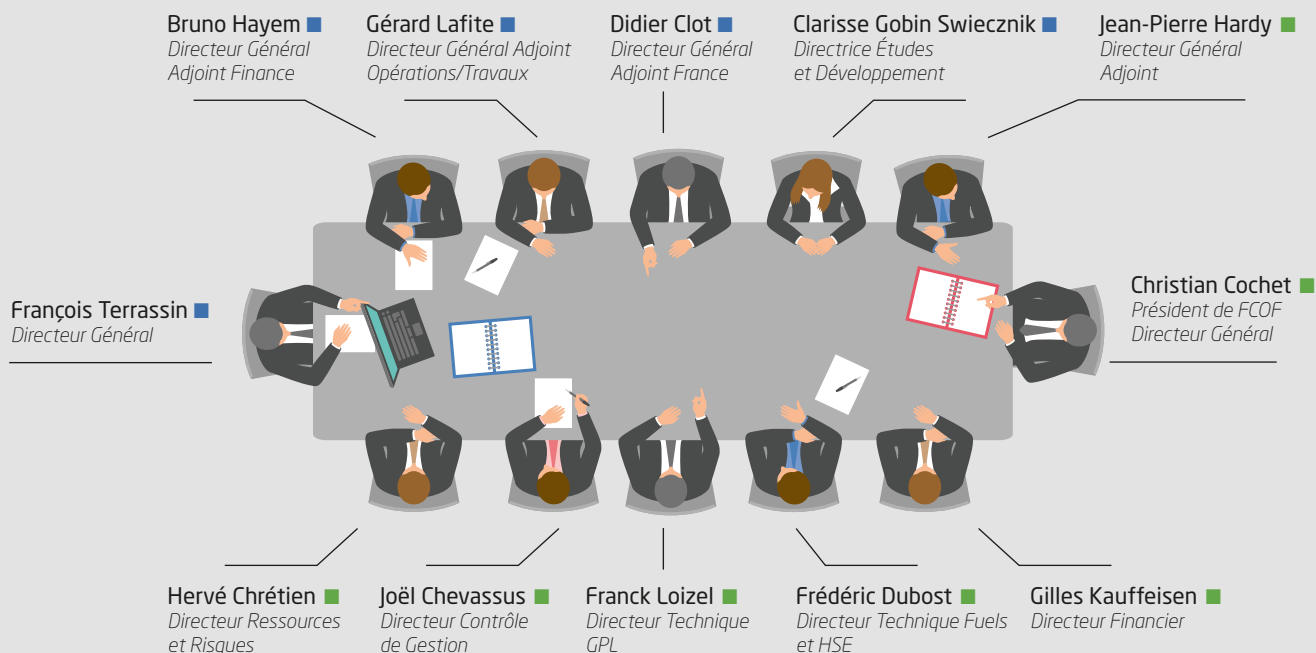 Bruno Hayem
Directeur Général
Adjoint Finance
Gérard Lafite
Directeur Général Adjoint
Opérations/Travaux
Didier Clot
Directeur Général
Adjoint France
Clarisse Gobin Swiecznik
Directrice Études
et Développement
Jean-Pierre Hardy
Directeur Général
Adjoint
François Terrassin
Directeur Général
Christian Cochet
Président de FCOF
Directeur Général
Hervé Chrétien
Directeur Ressources
et Risques
Joël Chevassus
Directeur Contrôle
de Gestion
Franck Loizel
Directeur Technique
GPL
Frédéric Dubost
Directeur Technique Fuels
et HSE
Gilles Kauffeisen
Directeur Financier